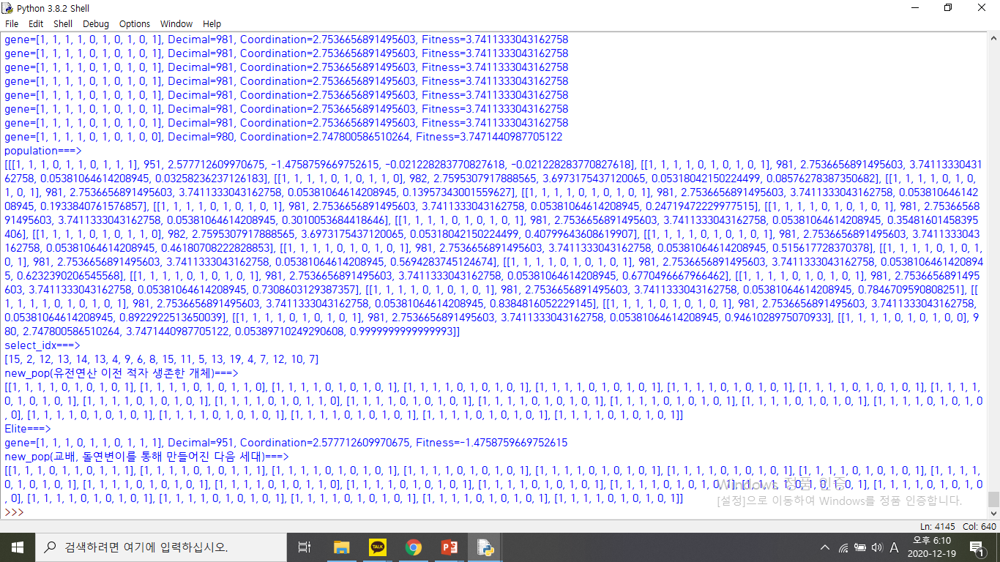 Python 3.8.2 Shell
File Edit Shell Debug Options Window Help
gene=[1, 1, 1, 1, 0, 1, 0, 1, 0, 1], Decimal=981, Coordination=2.7536656891495603, Fitness=3.7411333043162758
gene=[1, 1, 1, 1, 0, 1, 0, 1, 0, 1], Decimal=981, Coordination=2.7536656891495603, Fitness=3.7411333043162758
gene=[1, 1, 1, 1, 0, 1, 0, 1, 0, 1], Decimal=981, Coordination=2.7536656891495603, Fitness=3.7411333043162758
gene=[1, 1, 1, 1, 0, 1, 0, 1, 0, 1], Decimal=981, Coordination=2.7536656891495603, Fitness=3.7411333043162758
gene=[1, 1, 1, 1, 0, 1, 0, 1, 0, 1], Decimal=981, Coordination=2.7536656891495603, Fitness=3.7411333043162758
gene=[1, 1, 1, 1, 0, 1, 0, 1, 0, 1], Decimal=981, Coordination=2.7536656891495603, Fitness=3.7411333043162758
gene=[1, 1, 1, 1, 0, 1, 0, 1, 0, 1], Decimal=981, Coordination=2.7536656891495603, Fitness=3.7411333043162758
gene=[1, 1, 1, 1, 0, 1, 0, 1, 0, 0], Decimal=980, Coordination=2.747800586510264, Fitness=3.7471440987705122
population===>
[[[1, 1, 1, 0, 1, 1, 0, 1, 1, 1], 951, 2.577712609970675, -1.4758759669752615, -0.021228283770827618, -0.021228283770827618], [[1, 1, 1, 1, 0, 1, 0, 1, 0, 1], 981, 2.7536656891495603, 3.7411333043
162758, 0.05381064614208945, 0.03258236237126183], [[1, 1, 1, 1, 0, 1, 0, 1, 1, 0], 982, 2.7595307917888565, 3.6973175437120065, 0.05318042150224499, 0.08576278387350682], [[1, 1, 1, 1, 0, 1, 0,
1, 0, 1], 981, 2.7536656891495603, 3.7411333043162758, 0.05381064614208945, 0.13957343001559627], [[1, 1, 1, 1, 0, 1, 0, 1, 0, 1], 981, 2.7536656891495603, 3.7411333043162758, 0.05381064614
208945, 0.1933840761576857], [[1, 1, 1, 1, 0, 1, 0, 1, 0, 1], 981, 2.7536656891495603, 3.7411333043162758, 0.05381064614208945, 0.24719472229977515], [[1, 1, 1, 1, 0, 1, 0, 1, 0, 1], 981, 2.75366568
91495603, 3.7411333043162758, 0.05381064614208945, 0.3010053684418646], [[1, 1, 1, 1, 0, 1, 0, 1, 0, 1], 981, 2.7536656891495603, 3.7411333043162758, 0.05381064614208945, 0.35481601458395
406], [[1, 1, 1, 1, 0, 1, 0, 1, 1, 0], 982, 2.7595307917888565, 3.6973175437120065, 0.05318042150224499, 0.40799643608619907], [[1, 1, 1, 1, 0, 1, 0, 1, 0, 1], 981, 2.7536656891495603, 3.7411333043
162758, 0.05381064614208945, 0.46180708222828853], [[1, 1, 1, 1, 0, 1, 0, 1, 0, 1], 981, 2.7536656891495603, 3.7411333043162758, 0.05381064614208945, 0.515617728370378], [[1, 1, 1, 1, 0, 1, 0, 1,
0, 1], 981, 2.7536656891495603, 3.7411333043162758, 0.05381064614208945, 0.5694283745124674], [[1, 1, 1, 1, 0, 1, 0, 1, 0, 1], 981, 2.7536656891495603, 3.7411333043162758, 0.0538106461420894
5, 0.6232390206545568], [[1, 1, 1, 1, 0, 1, 0, 1, 0, 1], 981, 2.7536656891495603, 3.7411333043162758, 0.05381064614208945, 0.6770496667966462], [[1, 1, 1, 1, 0, 1, 0, 1, 0, 1], 981, 2.75366568914956
03, 3.7411333043162758, 0.05381064614208945, 0.7308603129387357], [[1, 1, 1, 1, 0, 1, 0, 1, 0, 1], 981, 2.7536656891495603, 3.7411333043162758, 0.05381064614208945, 0.7846709590808251], [[
1, 1, 1, 1, 0, 1, 0, 1, 0, 1], 981, 2.7536656891495603, 3.7411333043162758, 0.05381064614208945, 0.8384816052229145], [[1, 1, 1, 1, 0, 1, 0, 1, 0, 1], 981, 2.7536656891495603, 3.7411333043162758,
0.05381064614208945, 0.8922922513650039], [[1, 1, 1, 1, 0, 1, 0, 1, 0, 1], 981, 2.7536656891495603, 3.7411333043162758, 0.05381064614208945, 0.9461028975070933], [[1, 1, 1, 1, 0, 1, 0, 1, 0, 0], 9
80, 2.747800586510264, 3.7471440987705122, 0.05389710249290608, 0.9999999999999993]]
select_idx===>
[15, 2, 12, 13, 14, 13, 4, 9, 6, 8, 15, 11, 5, 13, 19, 4, 7, 12, 10, 7]
new_pop(유전연산 이전 적자 생존한 개체)===>
[[1, 1, 1, 1, 0, 1, 0, 1, 0, 1], [1, 1, 1, 1, 0, 1, 0, 1, 1, 0], [1, 1, 1, 1, 0, 1, 0, 1, 0, 1], [1, 1, 1, 1, 0, 1, 0, 1, 0, 1], [1, 1, 1, 1, 0, 1, 0, 1, 0, 1], [1, 1, 1, 1, 0, 1, 0, 1, 0, 1], [1, 1, 1, 1, 0, 1, 0, 1, 0, 1], [1, 1, 1, 1,
0, 1, 0, 1, 0, 1], [1, 1, 1, 1, 0, 1, 0, 1, 0, 1], [1, 1, 1, 1, 0, 1, 0, 1, 1, 0], [1, 1, 1, 1, 0, 1, 0, 1, 0, 1], [1, 1, 1, 1, 0, 1, 0, 1, 0, 1], [1, 1, 1, 1, 0, 1, 0, 1, 0, 1], [1, 1, 1, 1, 0, 1, 0, 1, 0, 1], [1, 1, 1, 1, 0, 1, 0, 1, 0
, 0], [1, 1, 1, 1, 0, 1, 0, 1, 0, 1], [1, 1, 1, 1, 0, 1, 0, 1, 0, 1], [1, 1, 1, 1, 0, 1, 0, 1, 0, 1], [1, 1, 1, 1, 0, 1, 0, 1, 0, 1], [1, 1, 1, 1, 0, 1, 0, 1, 0, 1]]
Elite===>
gene=[1, 1, 1, 0, 1, 1, 0, 1, 1, 1], Decimal=951, Coordination=2.577712609970675, Fitness=-1.4758759669752615
new_pop(교배, 돌연변이를 통해 만들어진 다음 세대)===>
[[1, 1, 1, 0, 1, 1, 0, 1, 1, 1], [1, 1, 1, 1, 0, 1, 0, 1, 1, 1], [1, 1, 1, 1, 0, 1, 0, 1, 0, 1], [1, 1, 1, 1, 0, 1, 0, 1, 0, 1], [1, 1, 1, 1, 0, 1, 0, 1, 0, 1], [1, 1, 1, 1, 0, 1, 0, 1, 0, 1], [1, 1, 1, 1, 0, 1, 0, 1, 0, 1], [1, 1, 1, 1,
0, 1, 0, 1, 0, 1], [1, 1, 1, 1, 0, 1, 0, 1, 0, 1], [1, 1, 1, 1, 0, 1, 0, 1, 1, 0], [1, 1, 1, 1, 0, 1, 0, 1, 0, 1], [1, 1, 1, 1, 0, 1, 0, 1, 0, 1], [1, 1, 1, 1, 0, 1, 0, 1, 0, 1], [1, 1, 1, 1, 0, 1, 0, 1, 0, 1], [1, 1, 1, 1, 0, 1, 0, 1, 0
, 0], [1, 1, 1, 1, 0, 1, 0, 1, 0, 1], [1, 1, 1, 1, 0, 1, 0, 1, 0, 1], [1, 1, 1, 1, 0, 1, 0, 1, 0, 1], [1, 1, 1, 1, 0, 1, 0, 1, 0, 1], [1, 1, 1, 1, 0, 1, 0, 1, 0, 1]]
Windows 정품 인증
[설정]으로 이동하여 Windows를 정품 인증합니다.
>>>
Ln: 4145 Col: 640
검색하려면 여기에 입력하십시오.
TALK
A
오후 6:10
2020-12-19
1